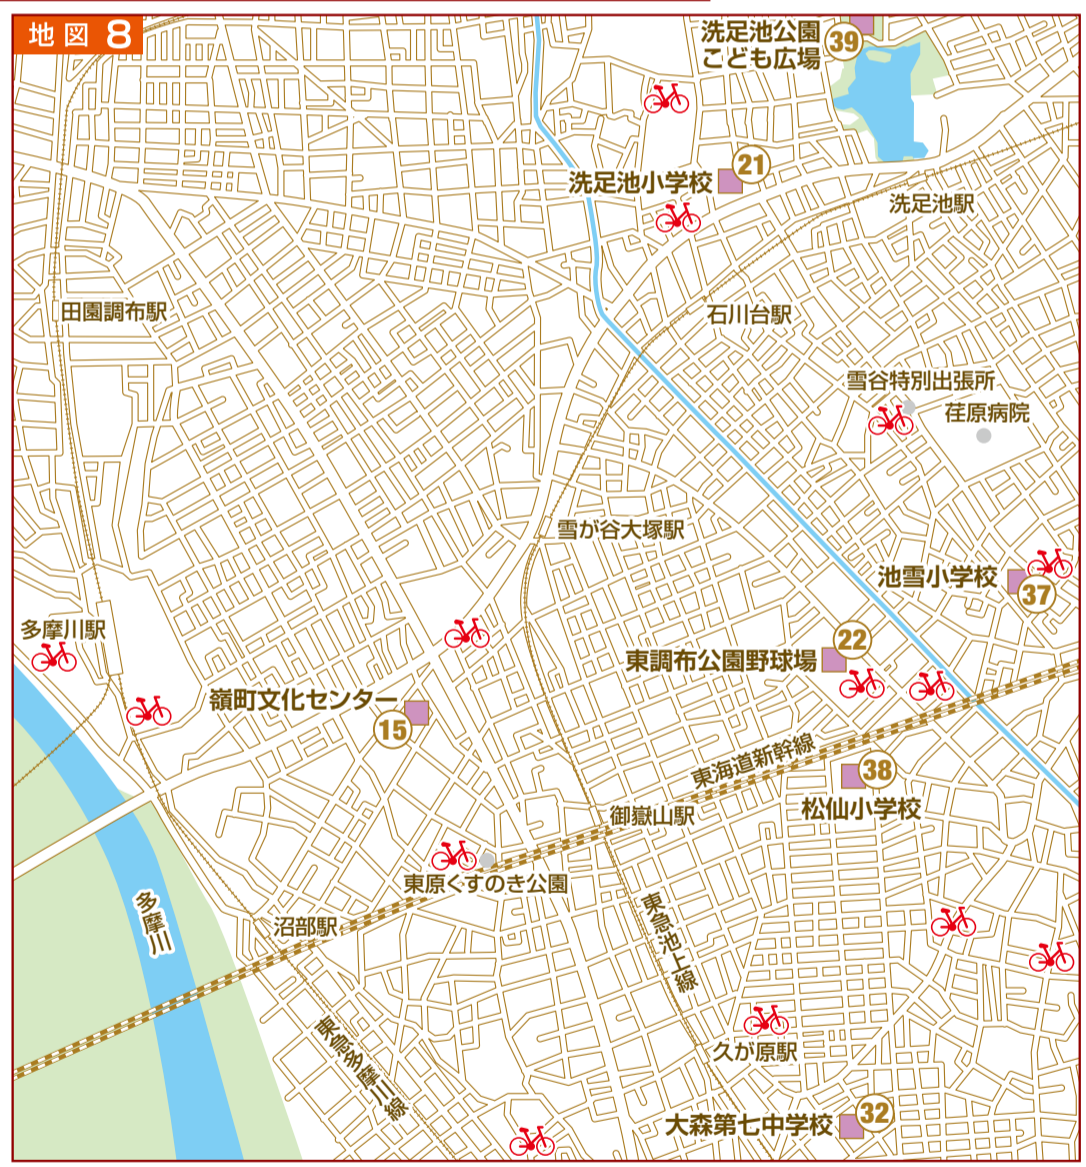 地図 8
洗足池公園
こども広場
39
洗足池小学校
21
洗足池駅
田園調布駅
石川台駅
雪谷特別出張所
荏原病院
雪が谷大塚駅
池雪小学校
37
多摩川駅
22
東調布公園野球場
嶺町文化センター
15
東海道新幹線
38
松仙小学校
御嶽山駅
東原くすのき公園
多摩川
沼部駅
東急池上線
東急多摩川線
久が原駅
大森第七中学校
32